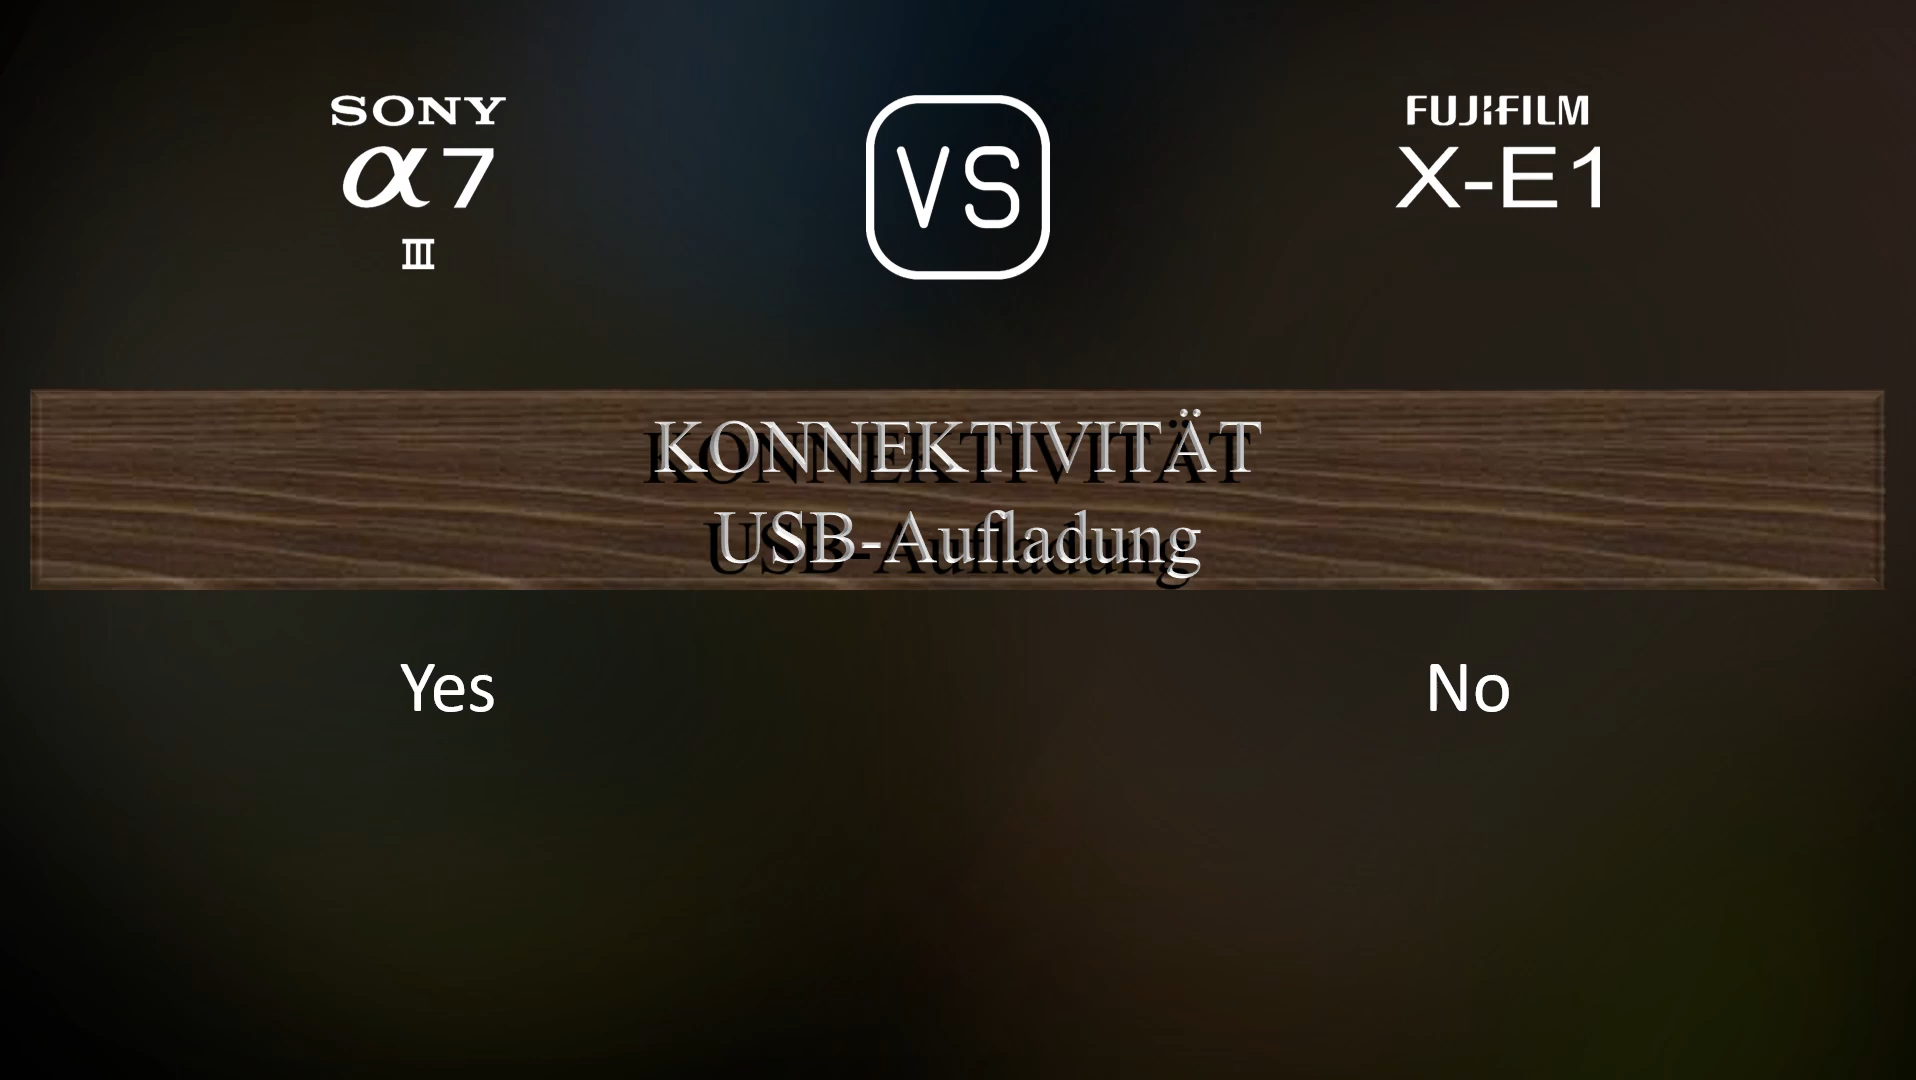 SONY
α7
III
VS
FUJIFILM
X-E1
KONNEKTIVITÄT
USB-Aufladung
Yes
No